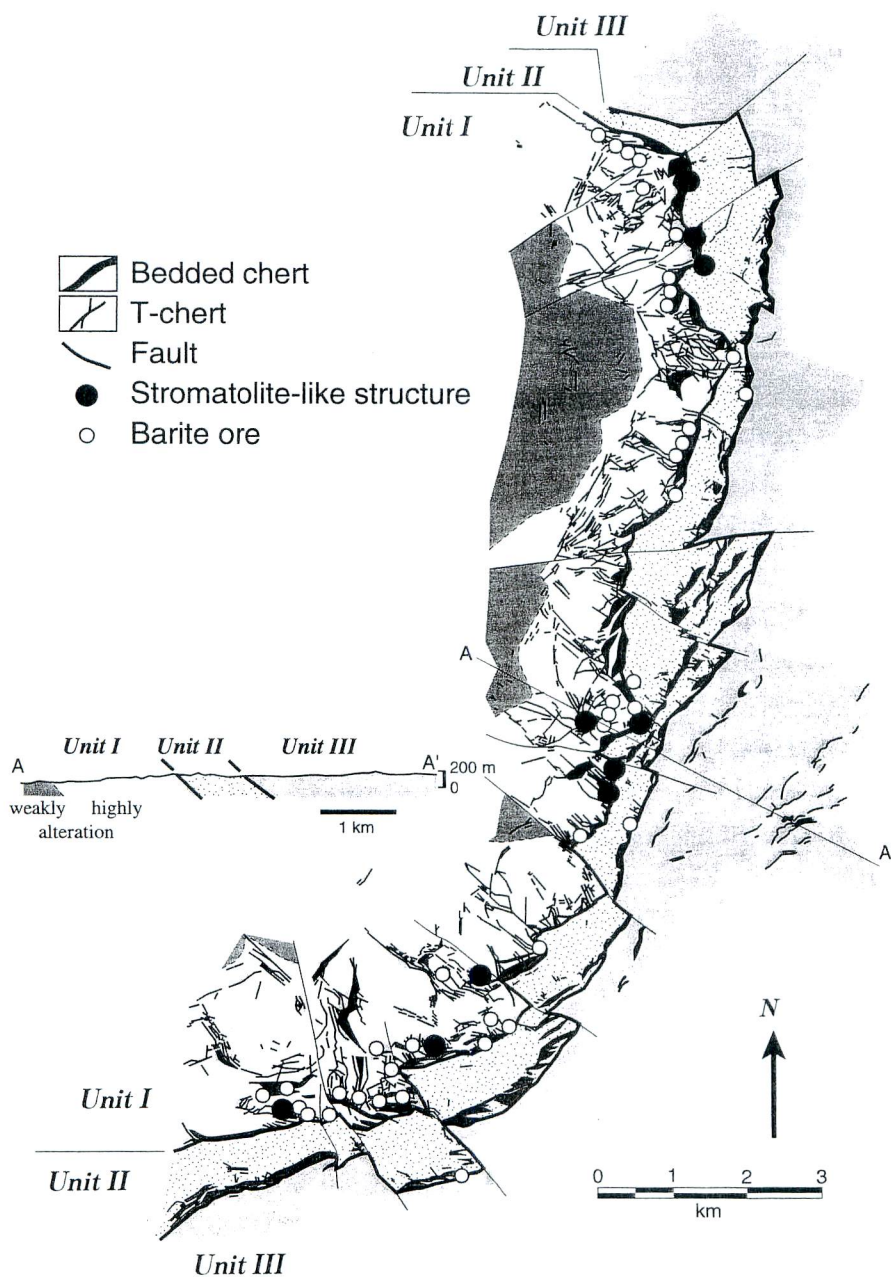 Unit III
Unit II
Unit I
Bedded chert
T-chert
Fault
Stromatolite-like structure
Barite ore
A
Unit I Unit II Unit III
A A'
200 m
0
weakly highly
alteration
1 km
A
N
Unit I
Unit II
Unit III
0 1 2 3
km